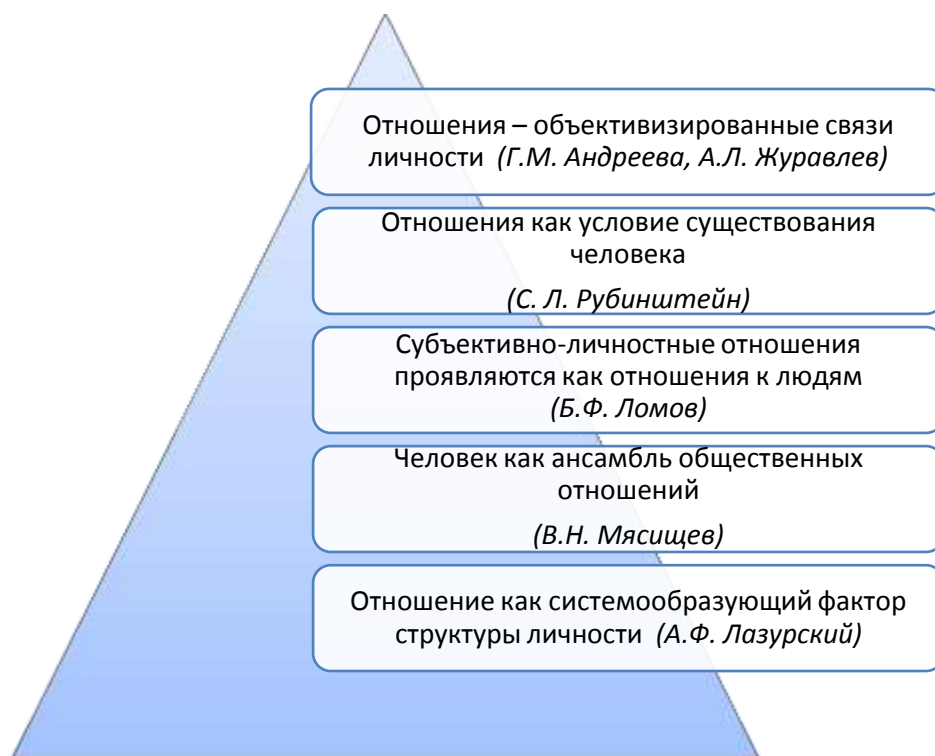 Отношения – объективизированные связи
личности (Г.М. Андреева, А.Л. Журавлев)
Отношения как условие существования
человека
(С. Л. Рубинштейн)
Субъективно-личностные отношения
проявляются как отношения к людям
(Б.Ф. Ломов)
Человек как ансамбль общественных
отношений
(В.Н. Мясищев)
Отношение как системообразующий фактор
структуры личности (А.Ф. Лазурский)